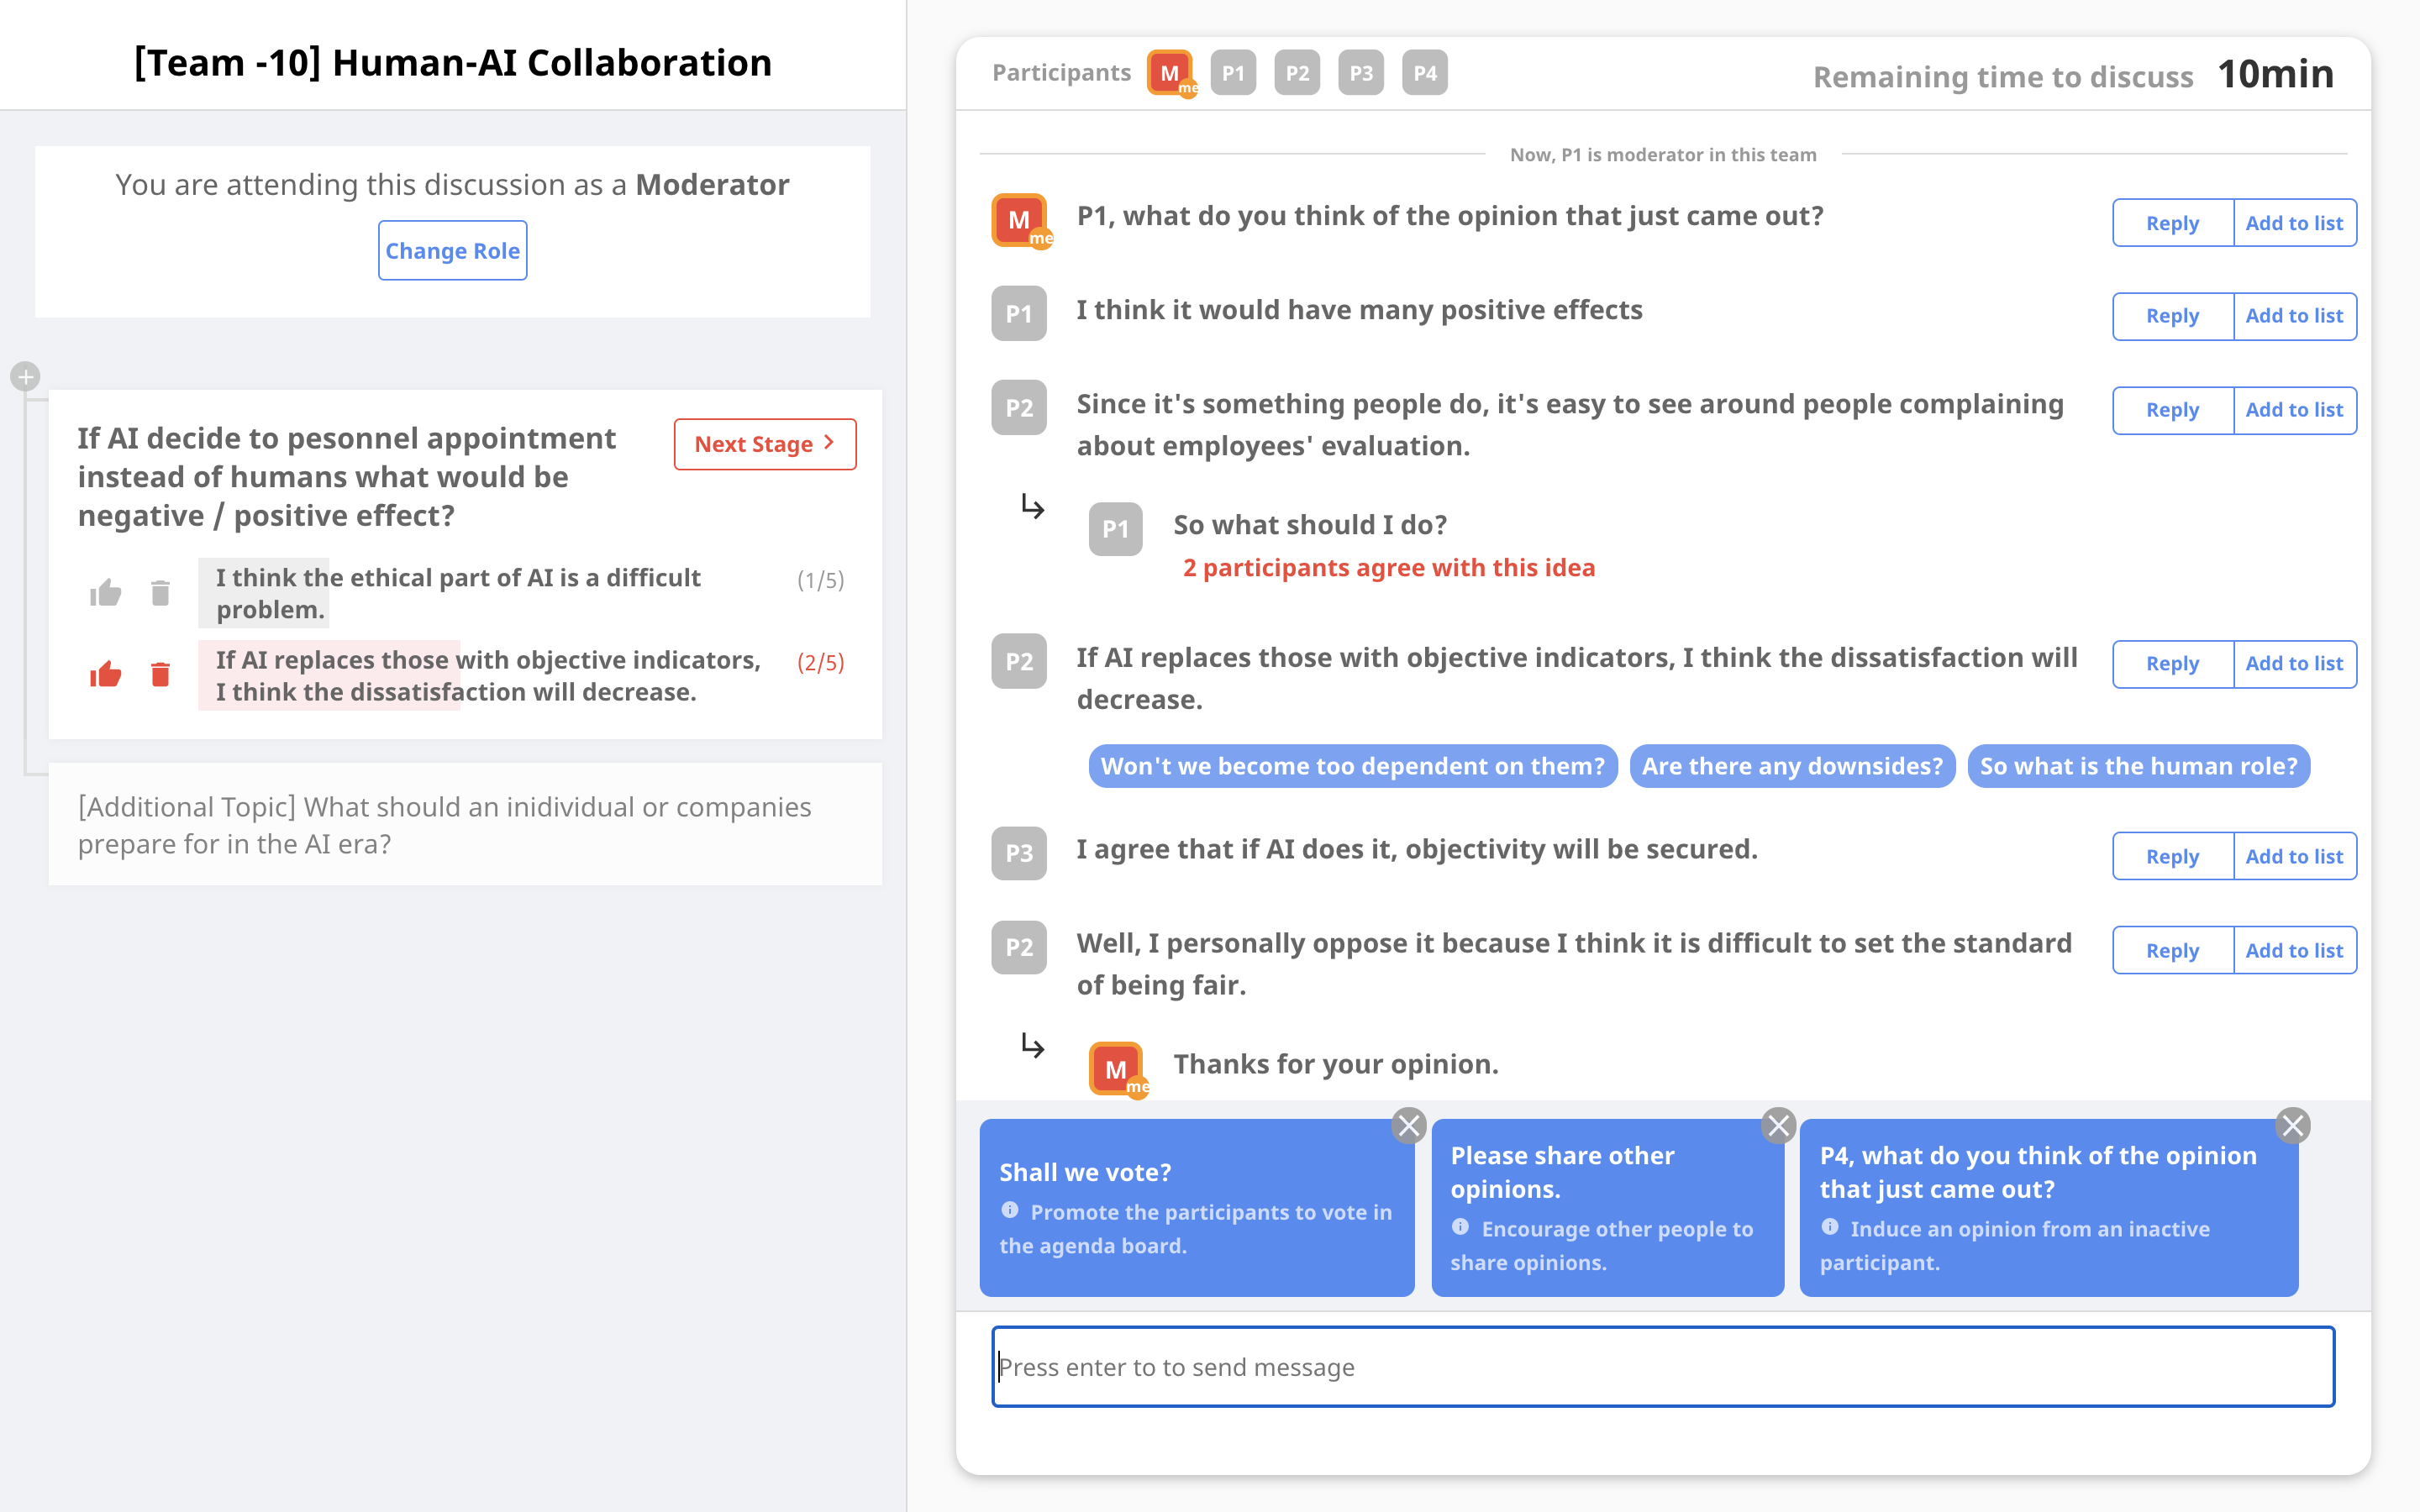 [Team -10] Human-AI Collaboration
You are attending this discussion as a Moderator
Change Role
If AI decide to pesonnel appointment
instead of humans what would be
negative / positive effect?
Next Stage
I think the ethical part of AI is a difficult
problem.
(1/5)
If AI replaces those with objective indicators,
I think the dissatisfaction will decrease.
(2/5)
[Additional Topic] What should an inidividual or companies
prepare for in the AI era?
Participants M me P1 P2 P3 P4
Remaining time to discuss 10min
Now, P1 is moderator in this team
M me P1, what do you think of the opinion that just came out? Reply Add to list
P1 I think it would have many positive effects Reply Add to list
P2 Since it's something people do, it's easy to see around people complaining Reply Add to list
about employees' evaluation.
P1 So what should I do?
2 participants agree with this idea
P2 If AI replaces those with objective indicators, I think the dissatisfaction will Reply Add to list
decrease.
Won't we become too dependent on them? Are there any downsides? So what is the human role?
P3 I agree that if AI does it, objectivity will be secured. Reply Add to list
P2 Well, I personally oppose it because I think it is difficult to set the standard Reply Add to list
of being fair.
M me Thanks for your opinion.
Shall we vote?
Promote the participants to vote in
the agenda board.
Please share other
opinions.
Encourage other people to
share opinions.
P4, what do you think of the opinion
that just came out?
Induce an opinion from an inactive
participant.
Press enter to to send message